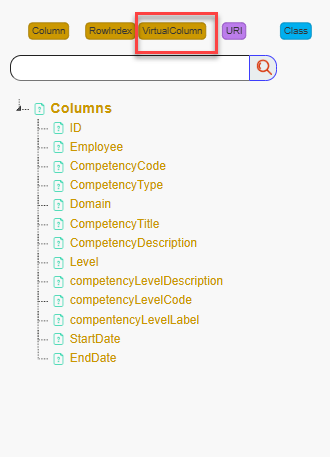 Column RowIndex VirtualColumn URI Class
Columns
ID
Employee
CompetencyCode
CompetencyType
Domain
CompetencyTitle
CompetencyDescription
Level
competencyLevelDescription
competencyLevelCode
compentencyLevelLabel
StartDate
EndDate